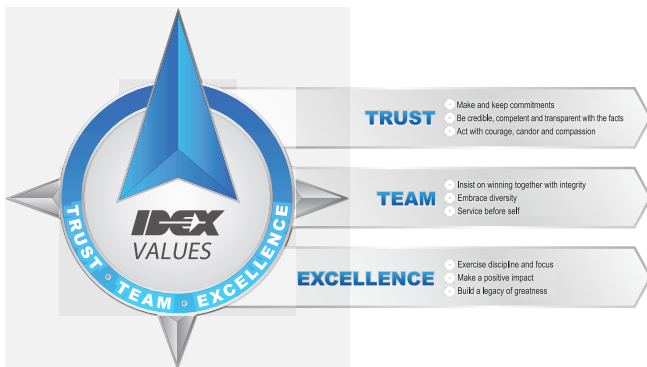 TRUST
Make and keep commitments
Be credible, competent and transparent with the facts
Act with courage, candor and compassion
TEAM
Insist on winning together with integrity
Embrace diversity
Service before self
EXCELLENCE
Exercise discipline and focus
Make a positive impact
Build a legacy of greatness
IDEX
VALUES
TRUST • TEAM • EXCELLENCE